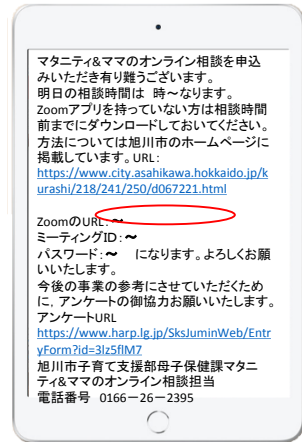 マタニティ&ママのオンライン相談を申込
みいただき有り難うございます。
明日の相談時間は 時～なります。
Zoomアプリを持っていない方は相談時間
前までにダウンロードしておいてください。
方法については旭川市のホームページに
掲載しています。URL:
https://www.city.asahikawa.hokkaido.jp/k
urashi/218/241/250/d067221.html
ZoomのURL:～
ミーティングID:～
パスワード:～ になります。よろしくお願
いいたします。
今後の事業の参考にさせていただくため
に，アンケートの御協力お願いいたします。
アンケートURL
https://www.harp.lg.jp/SksJuminWeb/Entr
yForm?id=3lz5flM7
旭川市子育て支援部母子保健課マタニ
ティ&ママのオンライン相談担当
電話番号 0166－26－2395